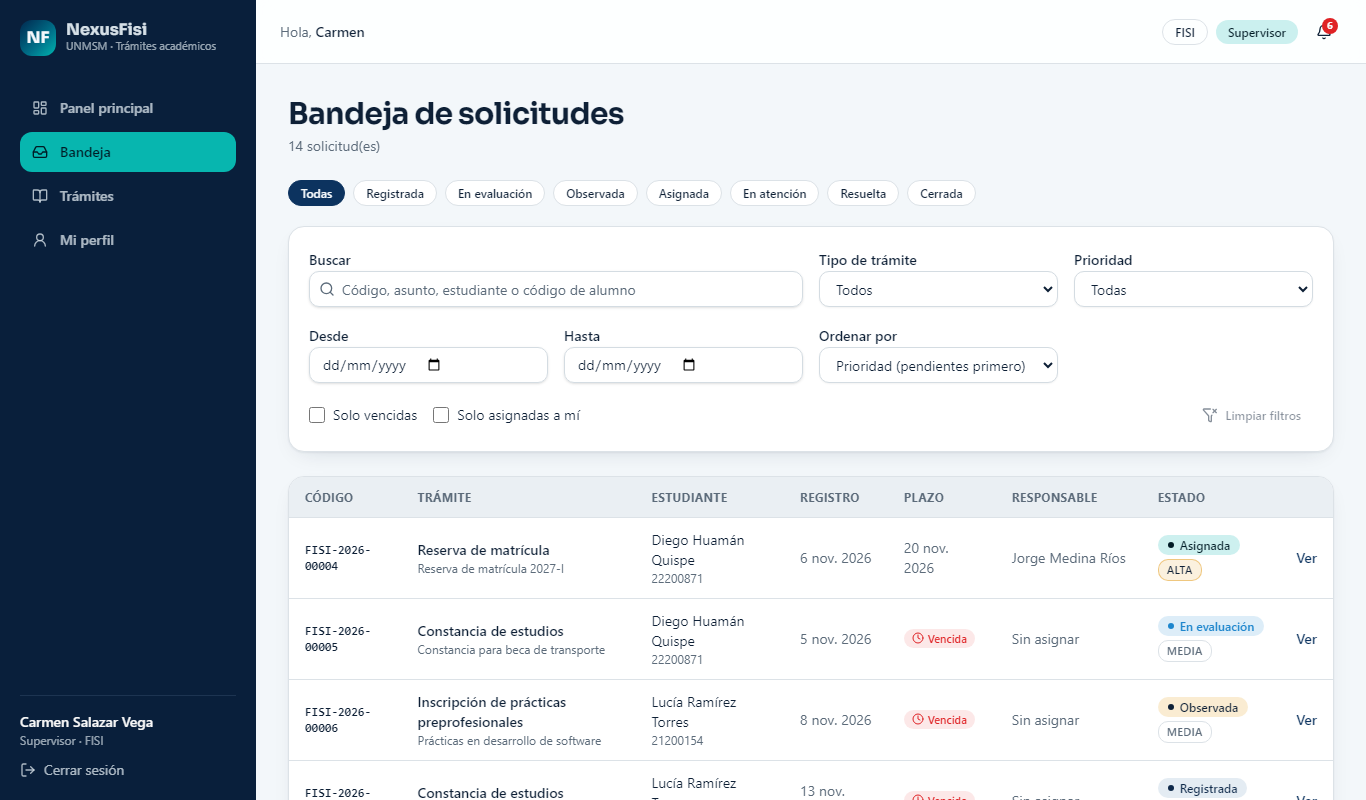 NF
NexusFisi
UNMSM · Trámites académicos
Panel principal
Bandeja
Trámites
Mi perfil
Carmen Salazar Vega
Supervisor · FISI
Cerrar sesión
Hola, Carmen
FISI
Supervisor
6
Bandeja de solicitudes
14 solicitud(es)
Todas
Registrada
En evaluación
Observada
Asignada
En atención
Resuelta
Cerrada
Buscar
Código, asunto, estudiante o código de alumno
Tipo de trámite
Todos
Prioridad
Todas
Desde
dd/mm/yyyy
Hasta
dd/mm/yyyy
Ordenar por
Prioridad (pendientes primero)
Solo vencidas
Solo asignadas a mí
Limpiar filtros
CÓDIGO TRÁMITE ESTUDIANTE REGISTRO PLAZO RESPONSABLE ESTADO
FISI-2026-
00004
Reserva de matrícula
Reserva de matrícula 2027-I
Diego Huamán
Quispe
22200871
6 nov. 2026
20 nov.
2026
Jorge Medina Ríos
Asignada
ALTA
Ver
FISI-2026-
00005
Constancia de estudios
Constancia para beca de transporte
Diego Huamán
Quispe
22200871
5 nov. 2026
Vencida
Sin asignar
En evaluación
MEDIA
Ver
FISI-2026-
00006
Inscripción de prácticas
preprofesionales
Prácticas en desarrollo de software
Lucía Ramírez
Torres
21200154
8 nov. 2026
Vencida
Sin asignar
Observada
MEDIA
Ver
FISI-2026-
Constancia de estudios
Lucía Ramírez
13 nov.
Vencida
Sin asignar
Registrada
Ver